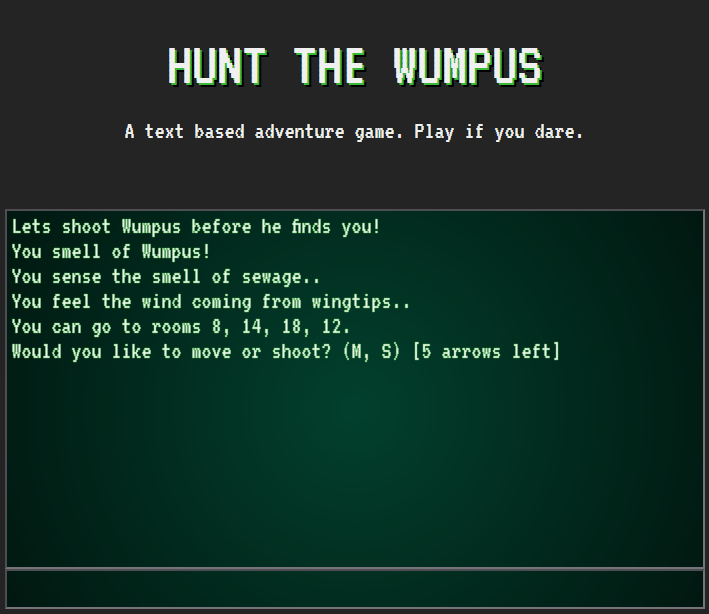 HUNT THE WUMPUS
A text based adventure game. Play if you dare.
Lets shoot Wumpus before he finds you!
You smell of Wumpus!
You sense the smell of sewage..
You feel the wind coming from wingtips..
You can go to rooms 8, 14, 18, 12.
Would you like to move or shoot? (M, S) [5 arrows left]